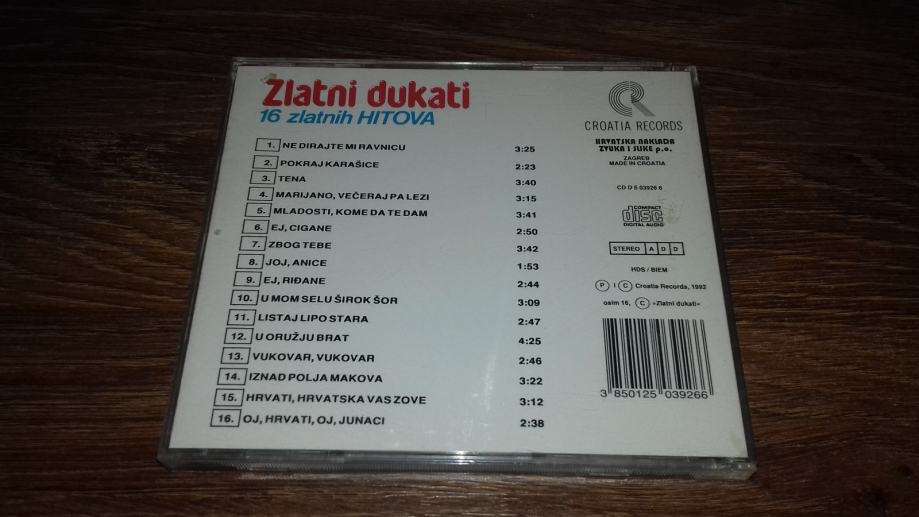 Zlatni dukati
16 zlatnih HITOVA
1. NE DIRAJTE MI RAVNICU 3:25
2. POKRAJ KARAŠICE 2:23
3. TENA 3:40
4. MARIJANO, VEČERAJ PA LEZI 3:15
5. MLADOSTI, KOME DA TE DAM 3:41
6. EJ, CIGANE 2:50
7. ZBOG TEBE 3:42
8. JOJ, ANICE 1:53
9. EJ, RIĐANE 2:44
10. U MOM SELU ŠIROK ŠOR 3:09
11. LISTAJ LIPO STARA 2:47
12. U ORUŽJU BRAT 4:25
13. VUKOVAR, VUKOVAR 2:46
14. IZNAD POLJA MAKOVA 3:22
15. HRVATI, HRVATSKA VAS ZOVE 3:12
16. OJ, HRVATI, OJ, JUNACI 2:38
CROATIA RECORDS
HRVATSKA NAKLADA
ZVUKA I SLIKE p.o.
ZAGREB
MADE IN CROATIA
CD D 5 03926 6
COMPACT
disc
DIGITAL AUDIO
STEREO A D D
HDS / BIEM
Ⓟ i Ⓒ Croatia Records, 1992
osim 16, Ⓒ »Zlatni dukati«
3 850125 039266